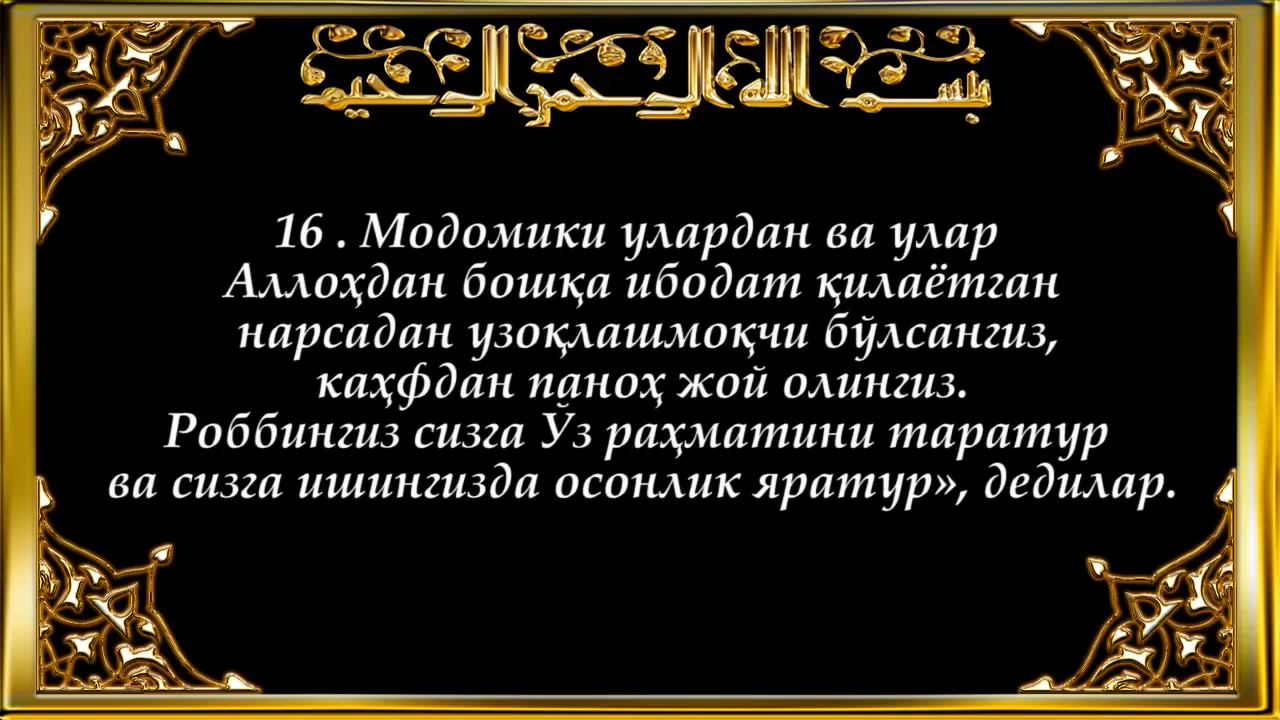 بسم الله الرحمن الرحيم
16 . Модомики улардан ва улар
Аллоҳдан бошқа ибодат қилаётган
нарсадан узоқлашмоқчи бўлсангиз,
каҳфдан паноҳ жой олингиз.
Роббингиз сизга Ўз раҳматини таратур
ва сизга ишингизда осонлик яратур», дедилар.